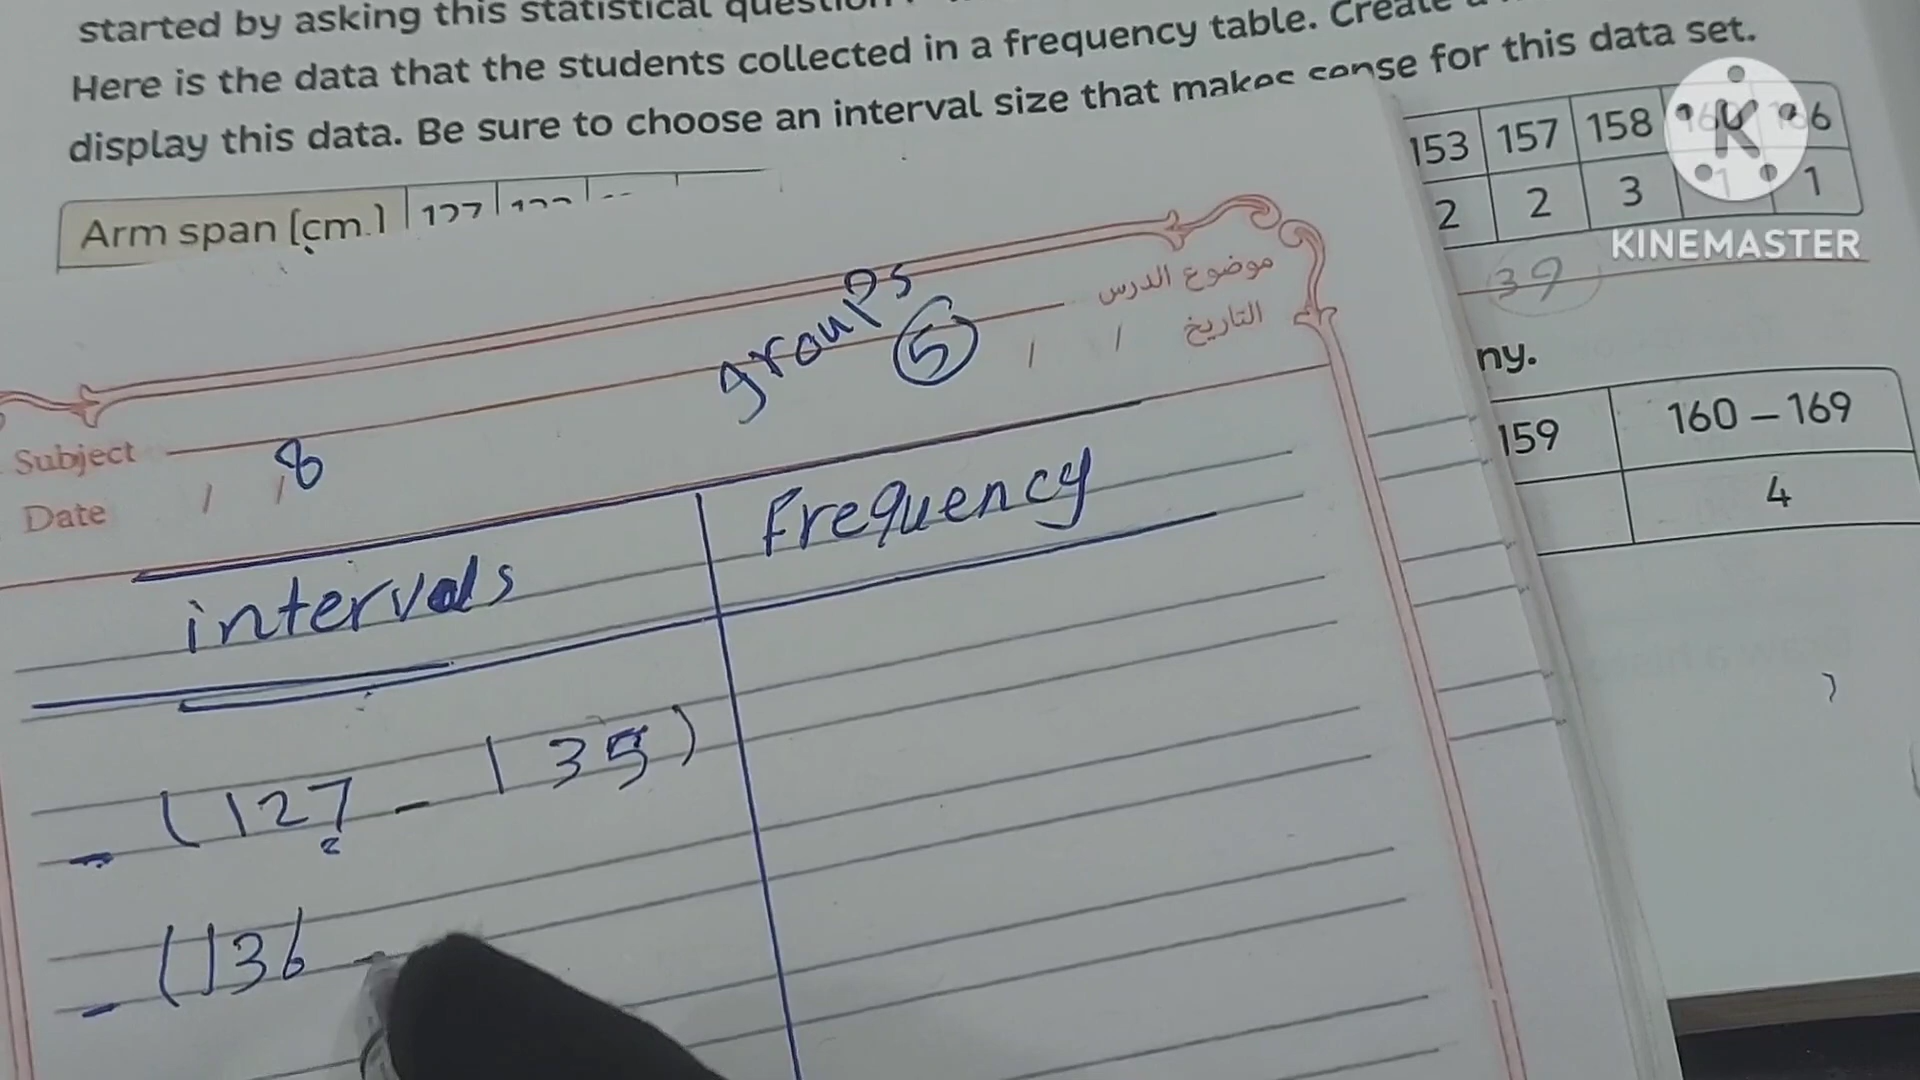 started by asking this statistical
Here is the data that the students collected in a frequency table. Create a
display this data. Be sure to choose an interval size that makes sense for this data set.
Arm span (cm.) 127
153 157 158
2 2 3 1 1
KINEMASTER
39
groups
5
موضوع الدرس
التاريخ / /
Subject
8
Date / /
ny.
159 160 – 169
4
intervals Frequency
- (127 - 135)
- (136 -